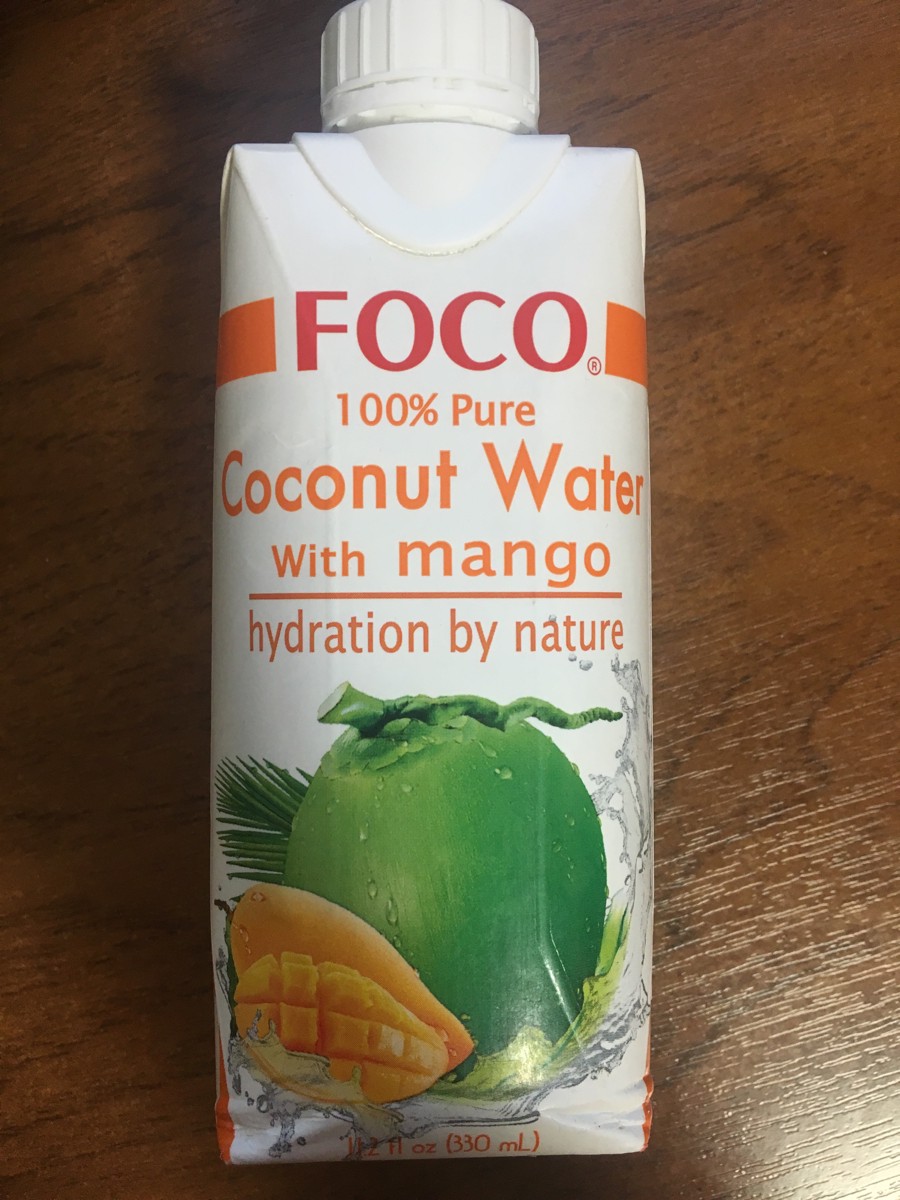 FOCO®
100% Pure
Coconut Water
With mango
hydration by nature
11.2 fl oz (330 mL)